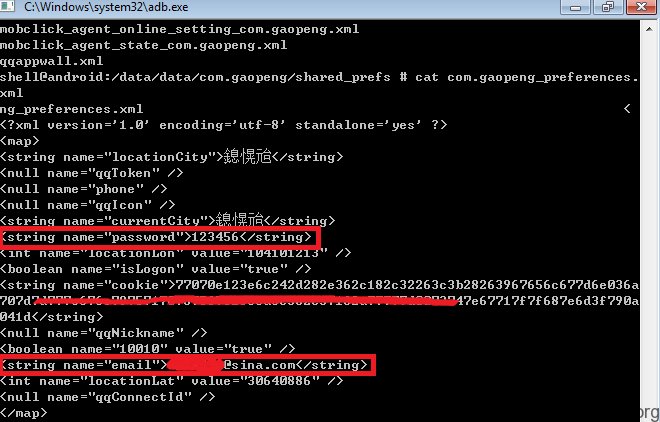 C:\Windows\system32\adb.exe
mobclick_agent_online_setting_com.gaopeng.xml
mobclick_agent_state_com.gaopeng.xml
qqappwall.xml
shell@android:/data/data/com.gaopeng/shared_prefs # cat com.gaopeng_preferences.
xml
ng_preferences.xml <
<?xml version='1.0' encoding='utf-8' standalone='yes' ?>
<map>
<string name="locationCity">鎴愰兘</string>
<null name="qqToken" />
<null name="phone" />
<null name="qqIcon" />
<string name="currentCity">鎴愰兘</string>
<string name="password">123456</string>
<int name="locationLon" value="104101213" />
<boolean name="isLogon" value="true" />
<string name="cookie">77070e123e6c242d282e362c182c32263c3b28263967656c677d6e036a
707d 47e67717f7f687e6d3f790a
041d</string>
<null name="qqNickname" />
<boolean name="10010" value="true" />
<string name="email"> @sina.com</string>
<int name="locationLat" value="30640886" />
<null name="qqConnectId" />
</map>
org